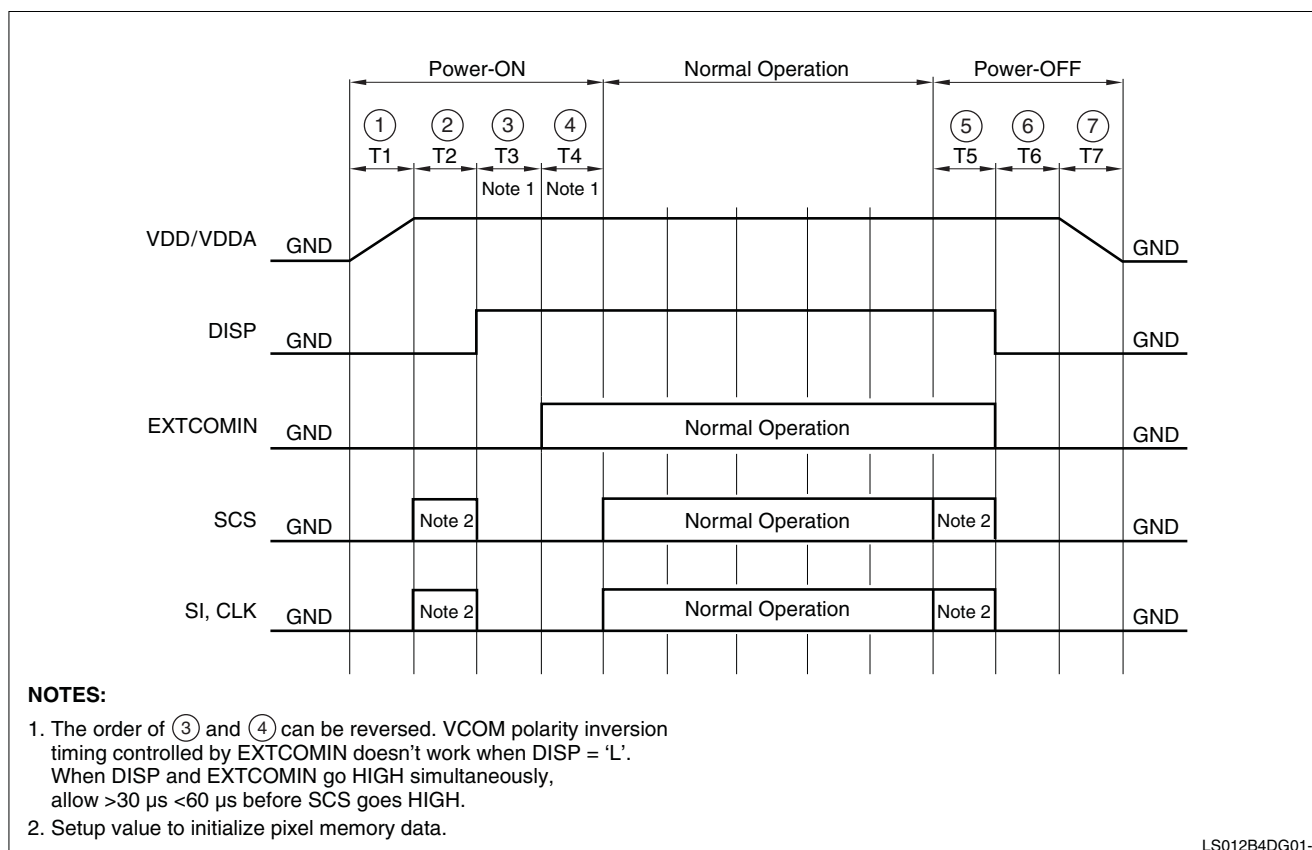 Power-ON Normal Operation Power-OFF
1 2 3 4 5 6 7
T1 T2 T3 T4 T5 T6 T7
Note 1 Note 1
VDD/VDDA GND GND
DISP GND GND
EXTCOMIN GND Normal Operation GND
SCS GND Note 2 Normal Operation Note 2 GND
SI, CLK GND Note 2 Normal Operation Note 2 GND
NOTES:
1. The order of 3 and 4 can be reversed. VCOM polarity inversion
timing controlled by EXTCOMIN doesn't work when DISP = 'L'.
When DISP and EXTCOMIN go HIGH simultaneously,
allow >30 µs <60 µs before SCS goes HIGH.
2. Setup value to initialize pixel memory data.
LS012B4DG01-